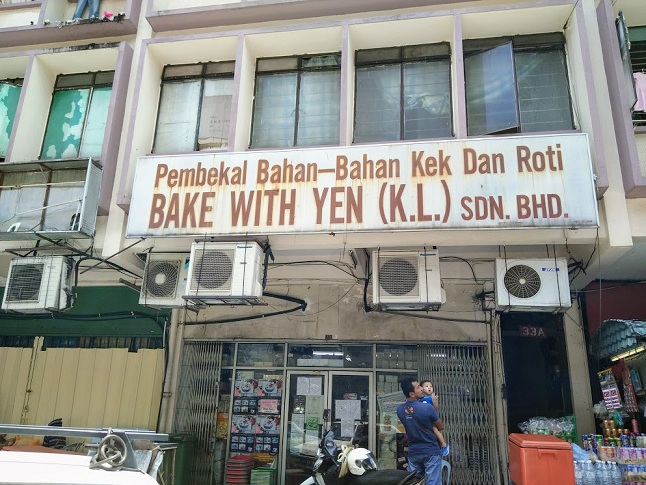 Pembekal Bahan-Bahan Kek Dan Roti
BAKE WITH YEN (K.L.) SDN. BHD.
33A